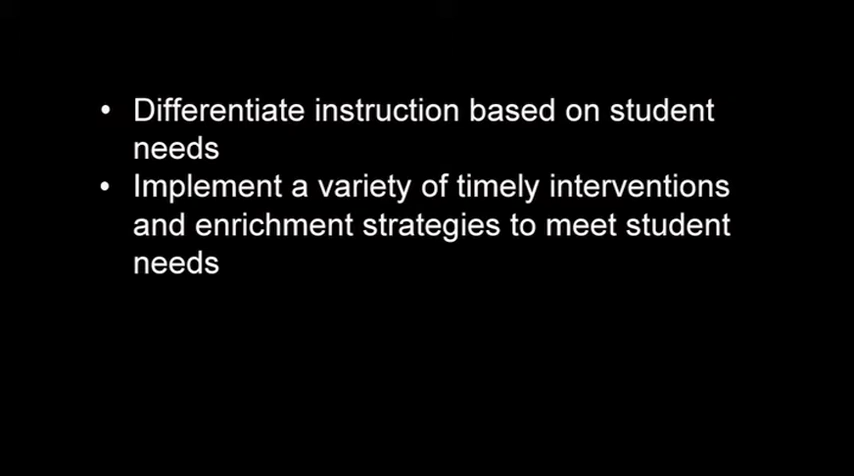 • Differentiate instruction based on student
needs
• Implement a variety of timely interventions
and enrichment strategies to meet student
needs